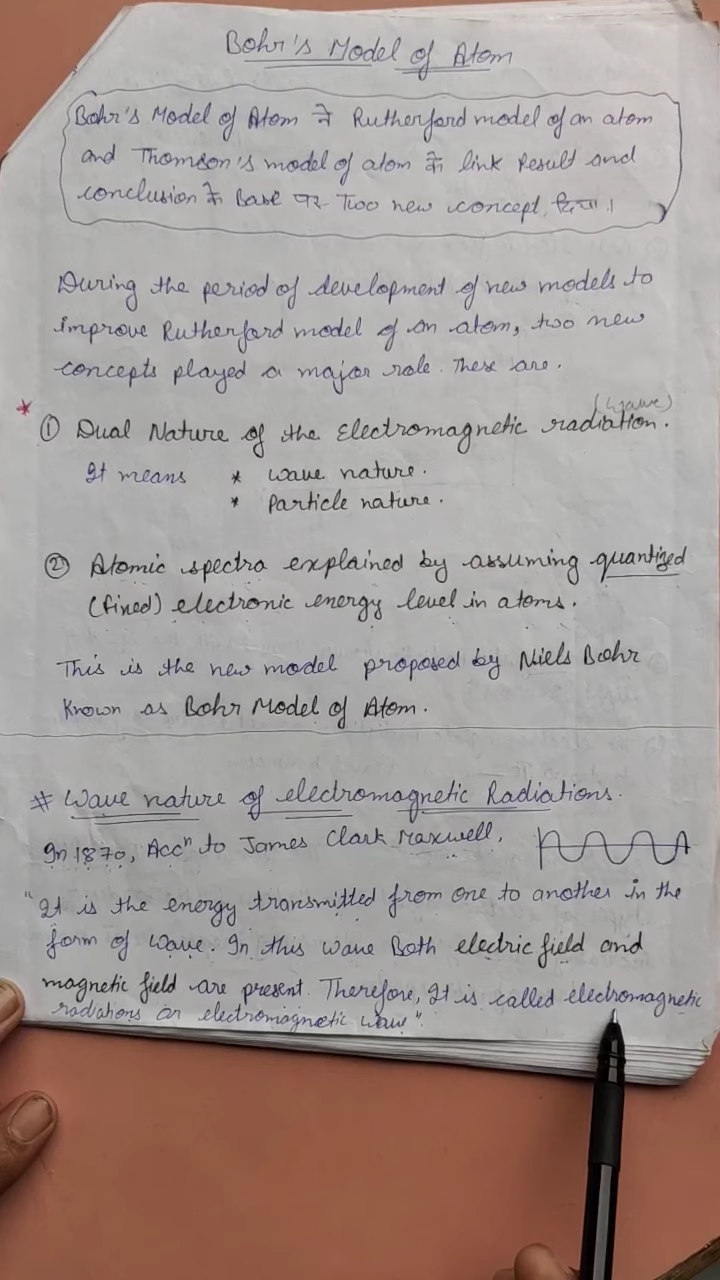 Bohr's Model of Atom
Bohr's Model of Atom ने Rutherford model of an atom
and Thomson's model of atom के link Result and
conclusion के Base पर Two new concept, दिया।
During the period of development of new models to
improve Rutherford model of an atom, two new
concepts played a major role. These are.
(wave)
* ① Dual Nature of the Electromagnetic radiation.
It means * wave nature.
* Particle nature.
② Atomic spectra explained by assuming quantized
(fixed) electronic energy level in atoms.
This is the new model proposed by Niels Bohr
Known as Bohr Model of Atom.
# Wave nature of electromagnetic Radiations.
In 1870, Accⁿ to James Clark Maxwell,
"It is the energy transmitted from one to another in the
form of wave. In this wave Both electric field and
magnetic field are present. Therefore, It is called electromagnetic
radiations or electromagnetic wave".